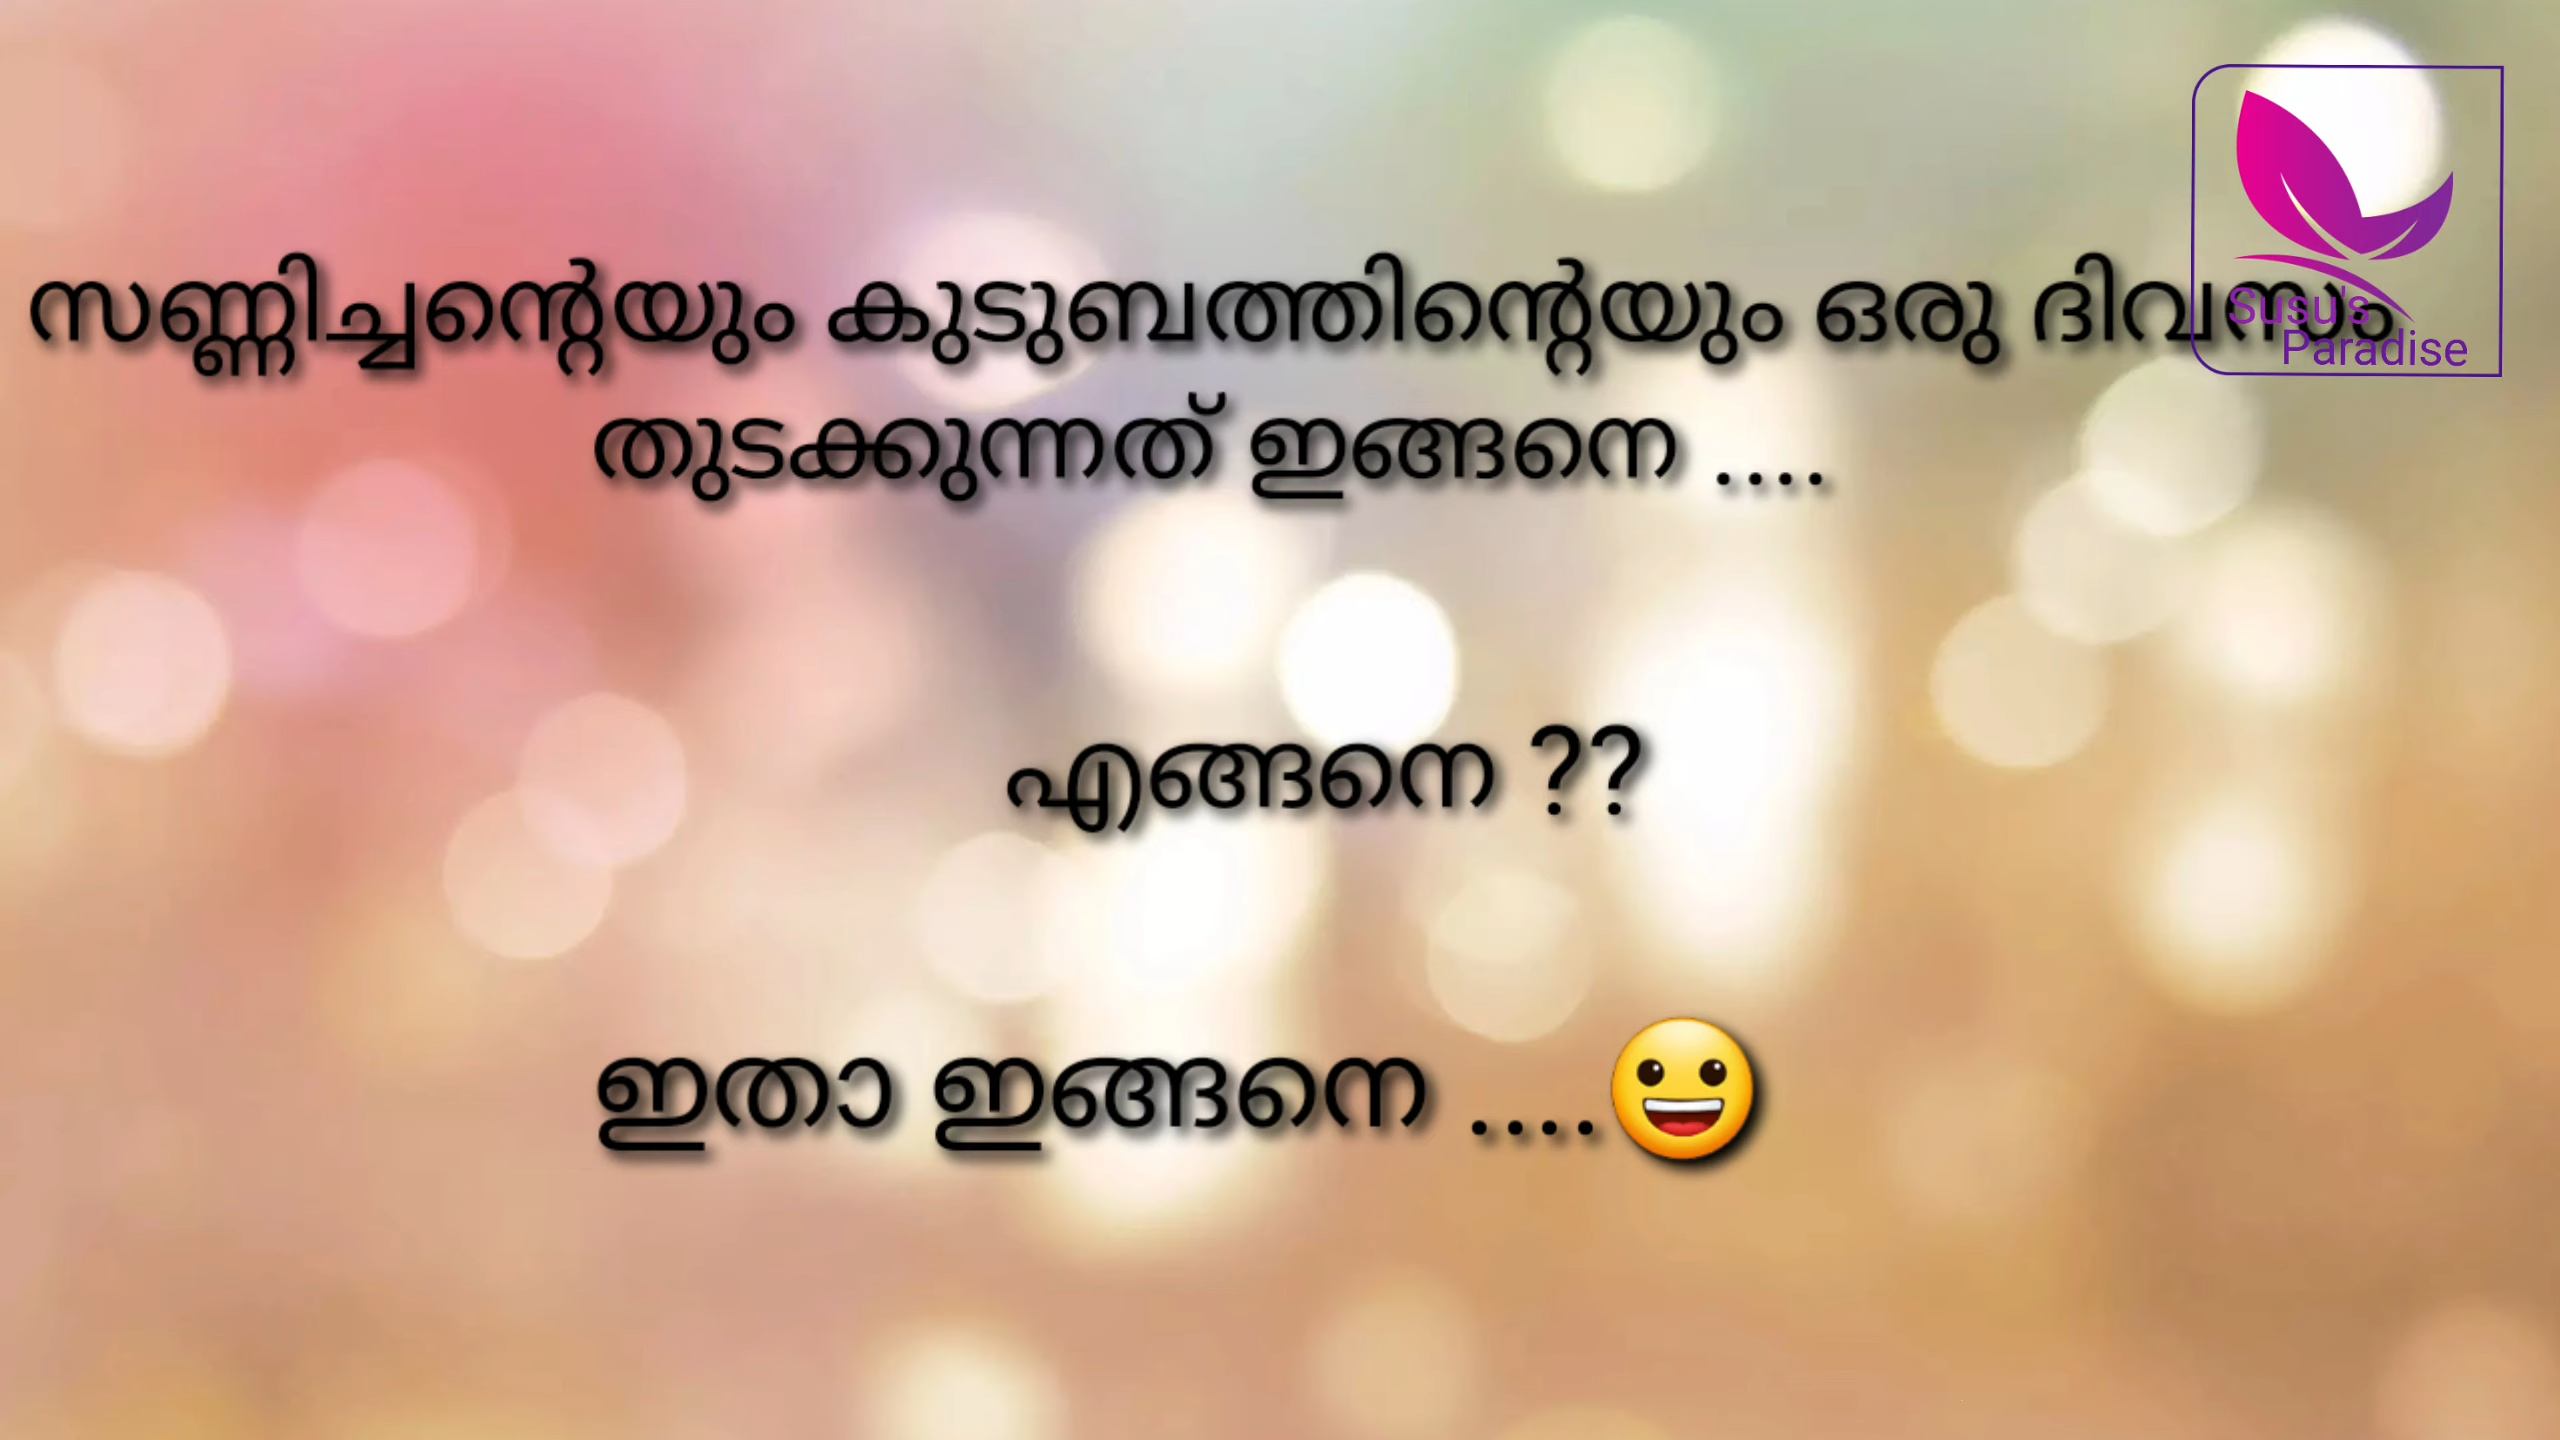 സണ്ണിച്ചന്റെയും കുടുബത്തിന്റെയും ഒരു ദിവസം
തുടക്കുന്നത് ഇങ്ങനെ ....
എങ്ങനെ ??
ഇതാ ഇങ്ങനെ ....😀
Susu's
Paradise